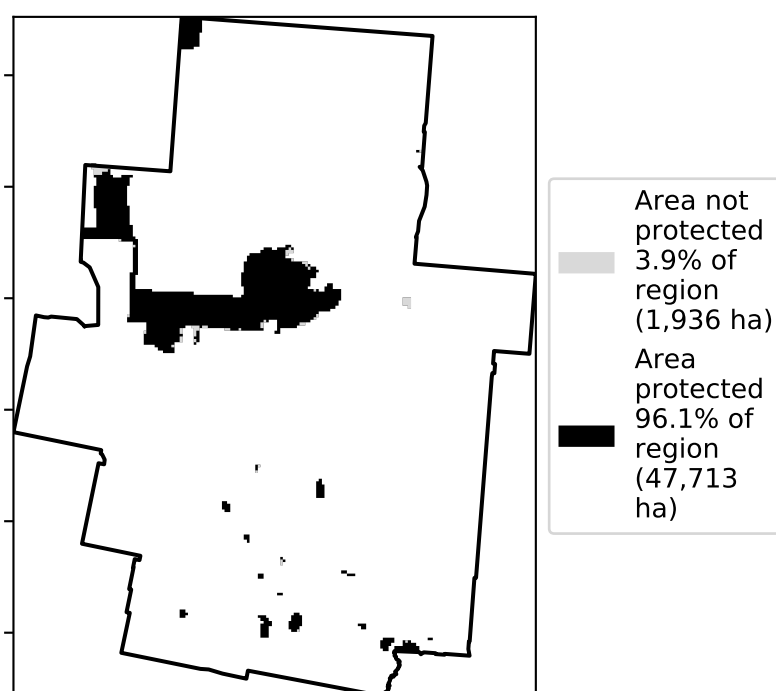 Area not
protected
3.9% of
region
(1,936 ha)
Area
protected
96.1% of
region
(47,713
ha)